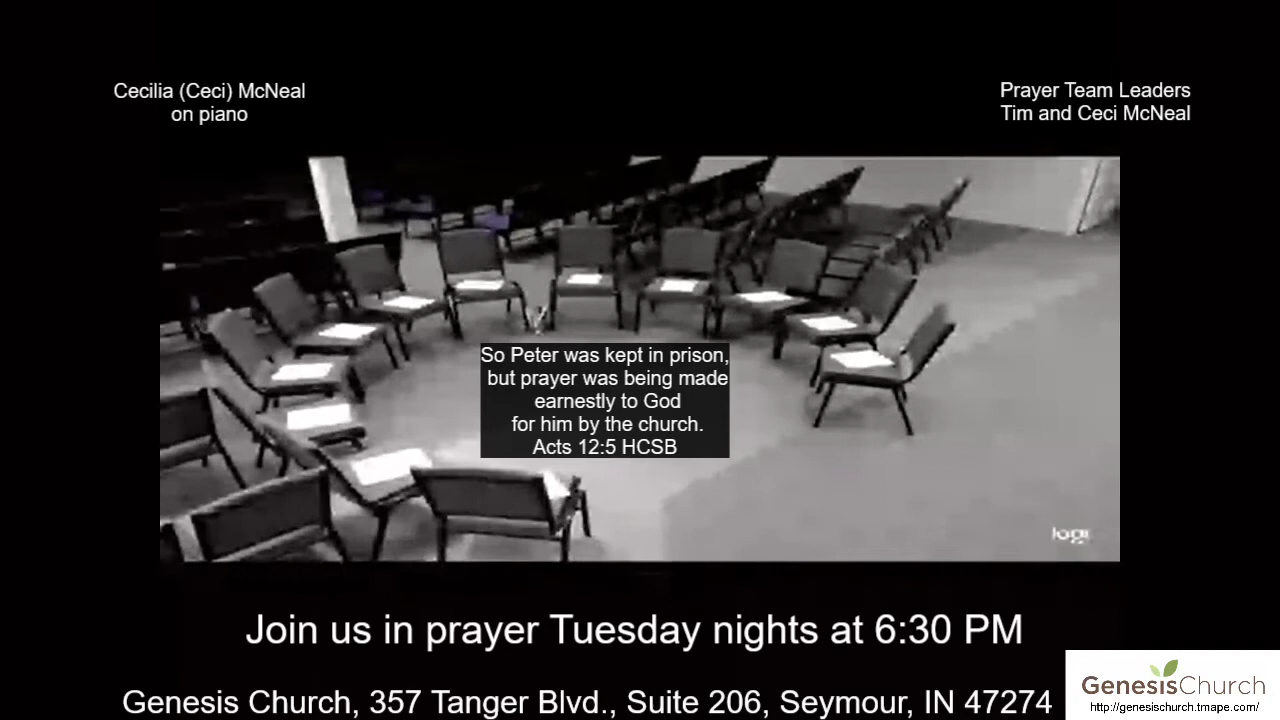 Cecilia (Ceci) McNeal
on piano
Prayer Team Leaders
Tim and Ceci McNeal
So Peter was kept in prison,
but prayer was being made
earnestly to God
for him by the church.
Acts 12:5 HCSB
logi
Join us in prayer Tuesday nights at 6:30 PM
Genesis Church, 357 Tanger Blvd., Suite 206, Seymour, IN 47274
GenesisChurch
http://genesischurch.tmape.com/